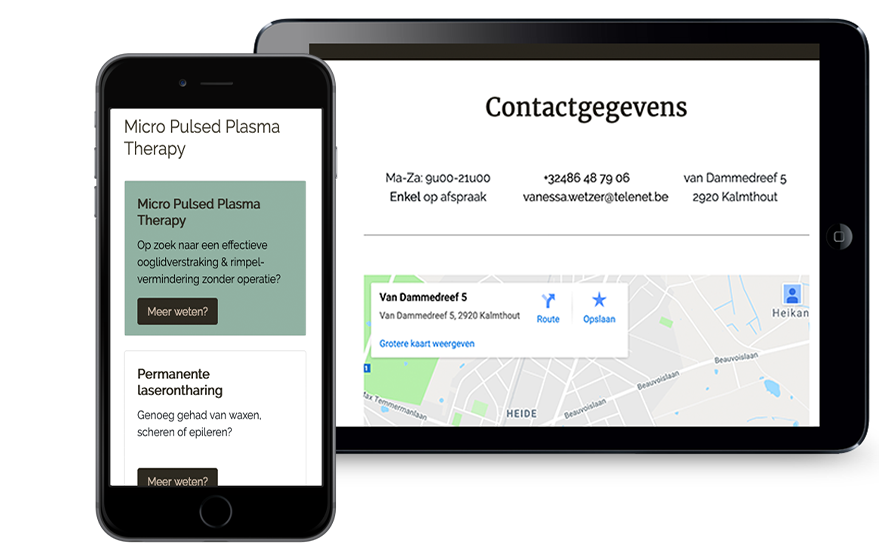 Micro Pulsed Plasma
Therapy
Micro Pulsed Plasma
Therapy
Op zoek naar een effectieve
ooglidverstraking & rimpel-
vermindering zonder operatie?
Meer weten?
Permanente
laserontharing
Genoeg gehad van waxen,
scheren of epileren?
Meer weten?
Contactgegevens
Ma-Za: 9u00-21u00
Enkel op afspraak
+32486 48 79 06
vanessa.wetzer@telenet.be
van Dammedreef 5
2920 Kalmthout
Van Dammedreef 5
Van Dammedreef 5, 2920 Kalmthout
Route
Opslaan
Grotere kaart weergeven
Heikan
Beauvoislaan
Beauvoislaan
Max Temmermanlaan
HEIDE
Beauvoislaan
1